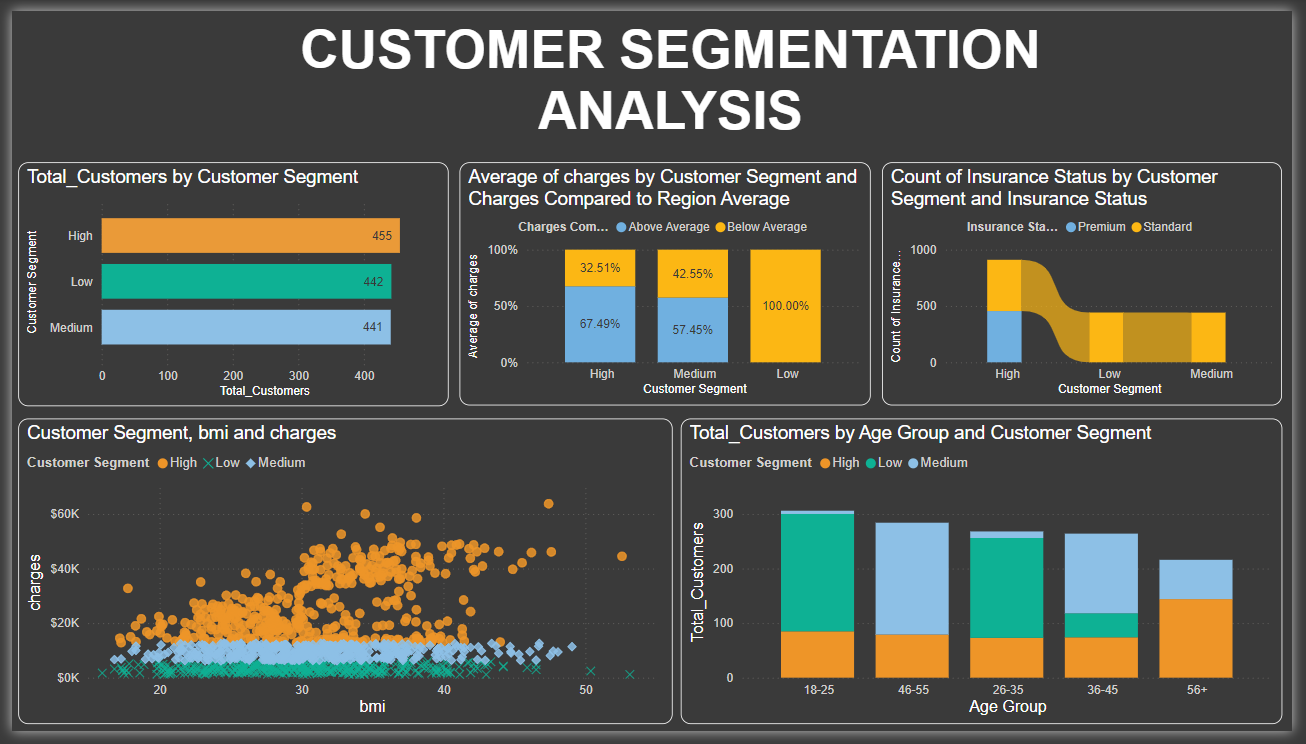 CUSTOMER SEGMENTATION
ANALYSIS
Total_Customers by Customer Segment
Customer Segment
High
455
Low
442
Medium
441
0 100 200 300 400
Total_Customers
Average of charges by Customer Segment and
Charges Compared to Region Average
Charges Com... Above Average Below Average
Average of charges
100%
50%
0%
32.51%
42.55%
100.00%
67.49%
57.45%
High Medium Low
Customer Segment
Count of Insurance Status by Customer
Segment and Insurance Status
Insurance Sta... Premium Standard
Count of Insurance...
1000
500
0
High Low Medium
Customer Segment
Customer Segment, bmi and charges
Customer Segment High Low Medium
charges
$60K
$40K
$20K
$0K
20 30 40 50
bmi
Total_Customers by Age Group and Customer Segment
Customer Segment High Low Medium
Total_Customers
300
200
100
0
18-25 46-55 26-35 36-45 56+
Age Group